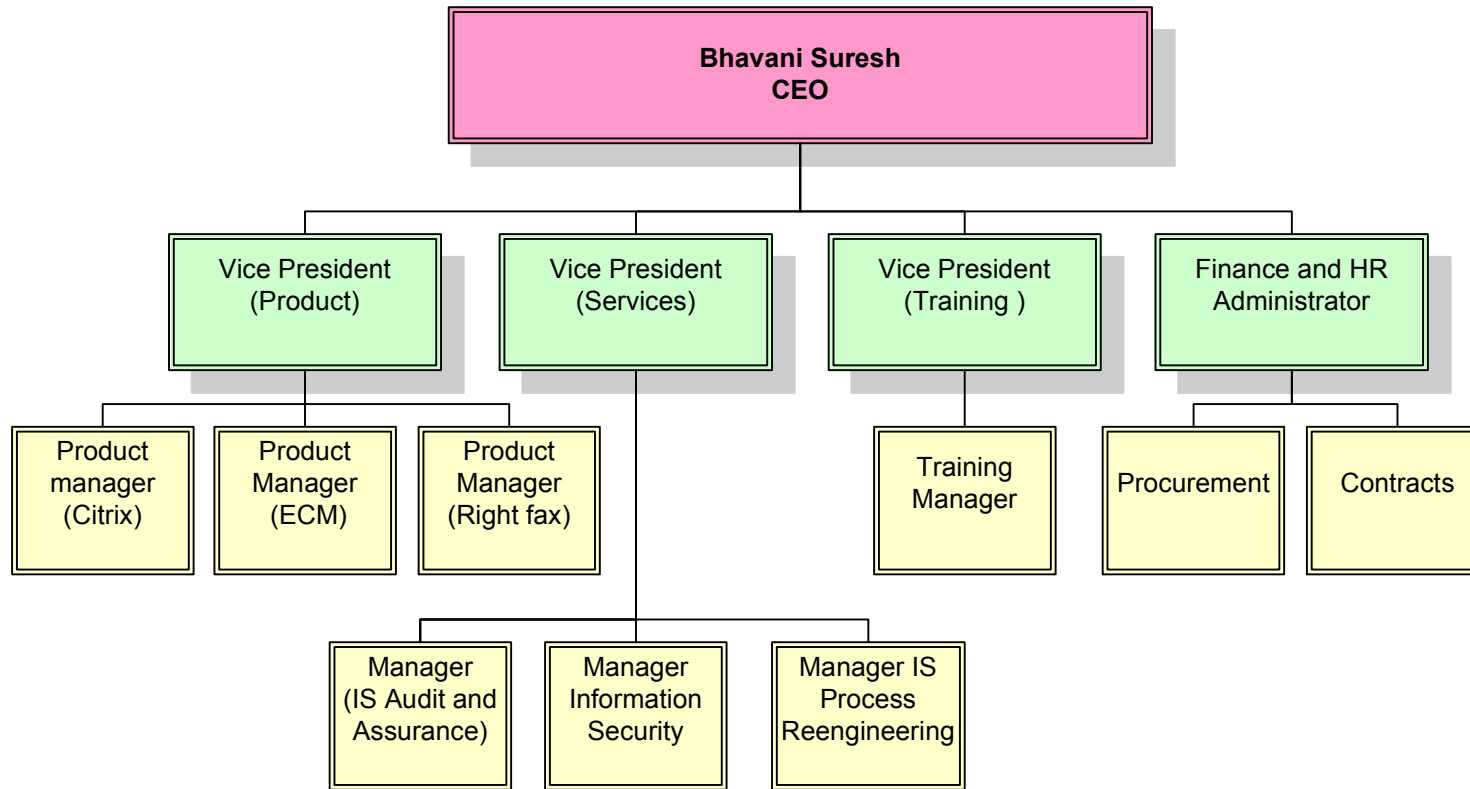 Bhavani Suresh
CEO
Vice President
(Product)
Vice President
(Services)
Vice President
(Training )
Finance and HR
Administrator
Product
manager
(Citrix)
Product
Manager
(ECM)
Product
Manager
(Right fax)
Training
Manager
Procurement
Contracts
Manager
(IS Audit and
Assurance)
Manager
Information
Security
Manager IS
Process
Reengineering